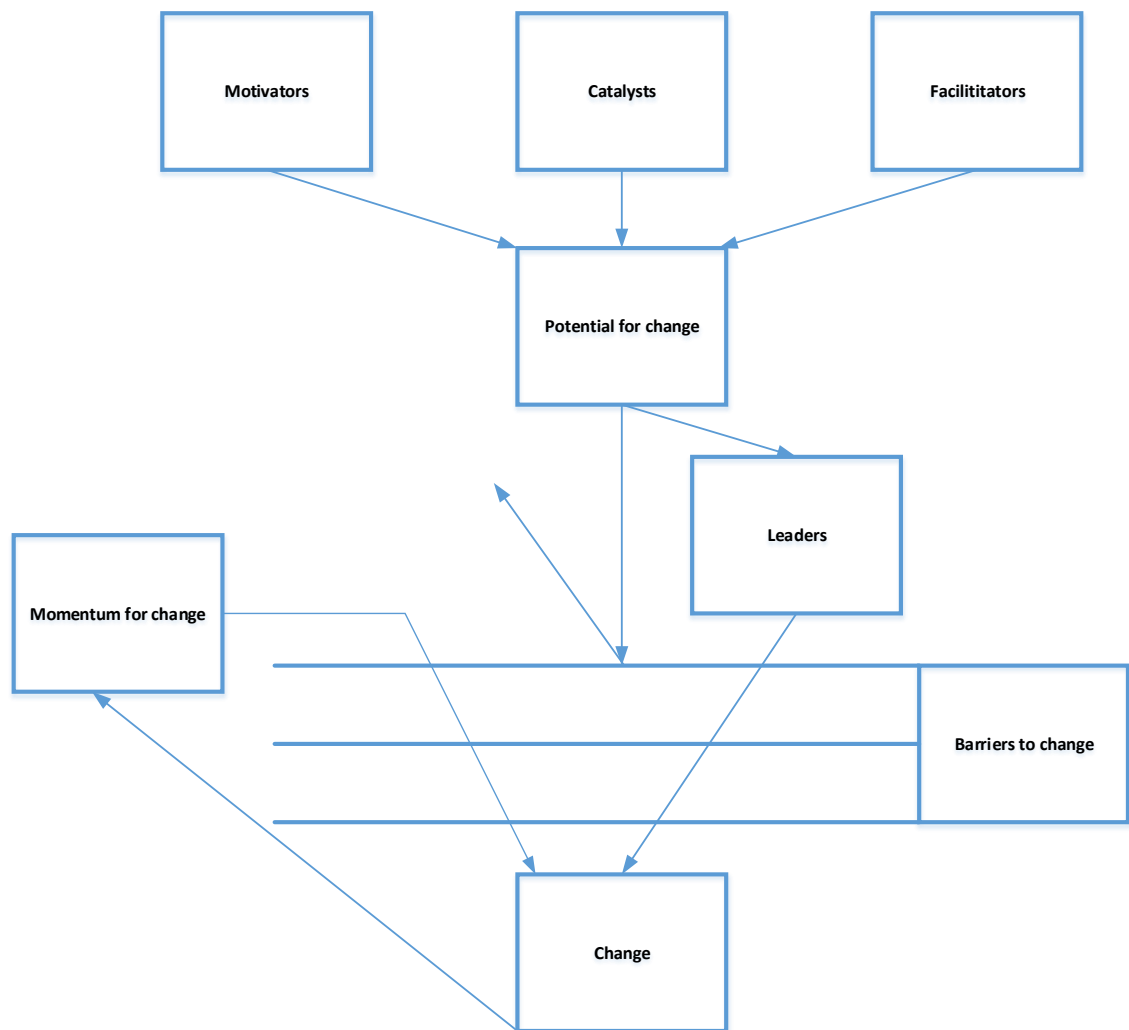 Motivators
Catalysts
Facilititators
Potential for change
Leaders
Momentum for change
Barriers to change
Change